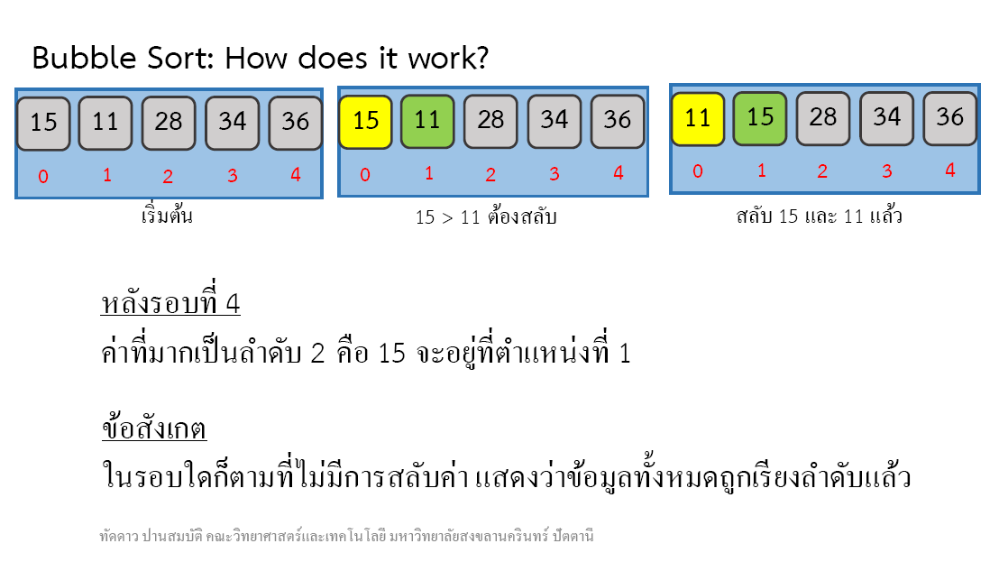 Bubble Sort: How does it work?
15 11 28 34 36
0 1 2 3 4
เริ่มต้น
15 11 28 34 36
0 1 2 3 4
15 > 11 ต้องสลับ
11 15 28 34 36
0 1 2 3 4
สลับ 15 และ 11 แล้ว
หลังรอบที่ 4
ค่าที่มากเป็นลำดับ 2 คือ 15 จะอยู่ที่ตำแหน่งที่ 1
ข้อสังเกต
ในรอบใดก็ตามที่ไม่มีการสลับค่า แสดงว่าข้อมูลทั้งหมดถูกเรียงลำดับแล้ว
ทัดดาว ปานสมบัติ คณะวิทยาศาสตร์และเทคโนโลยี มหาวิทยาลัยสงขลานครินทร์ ปัตตานี